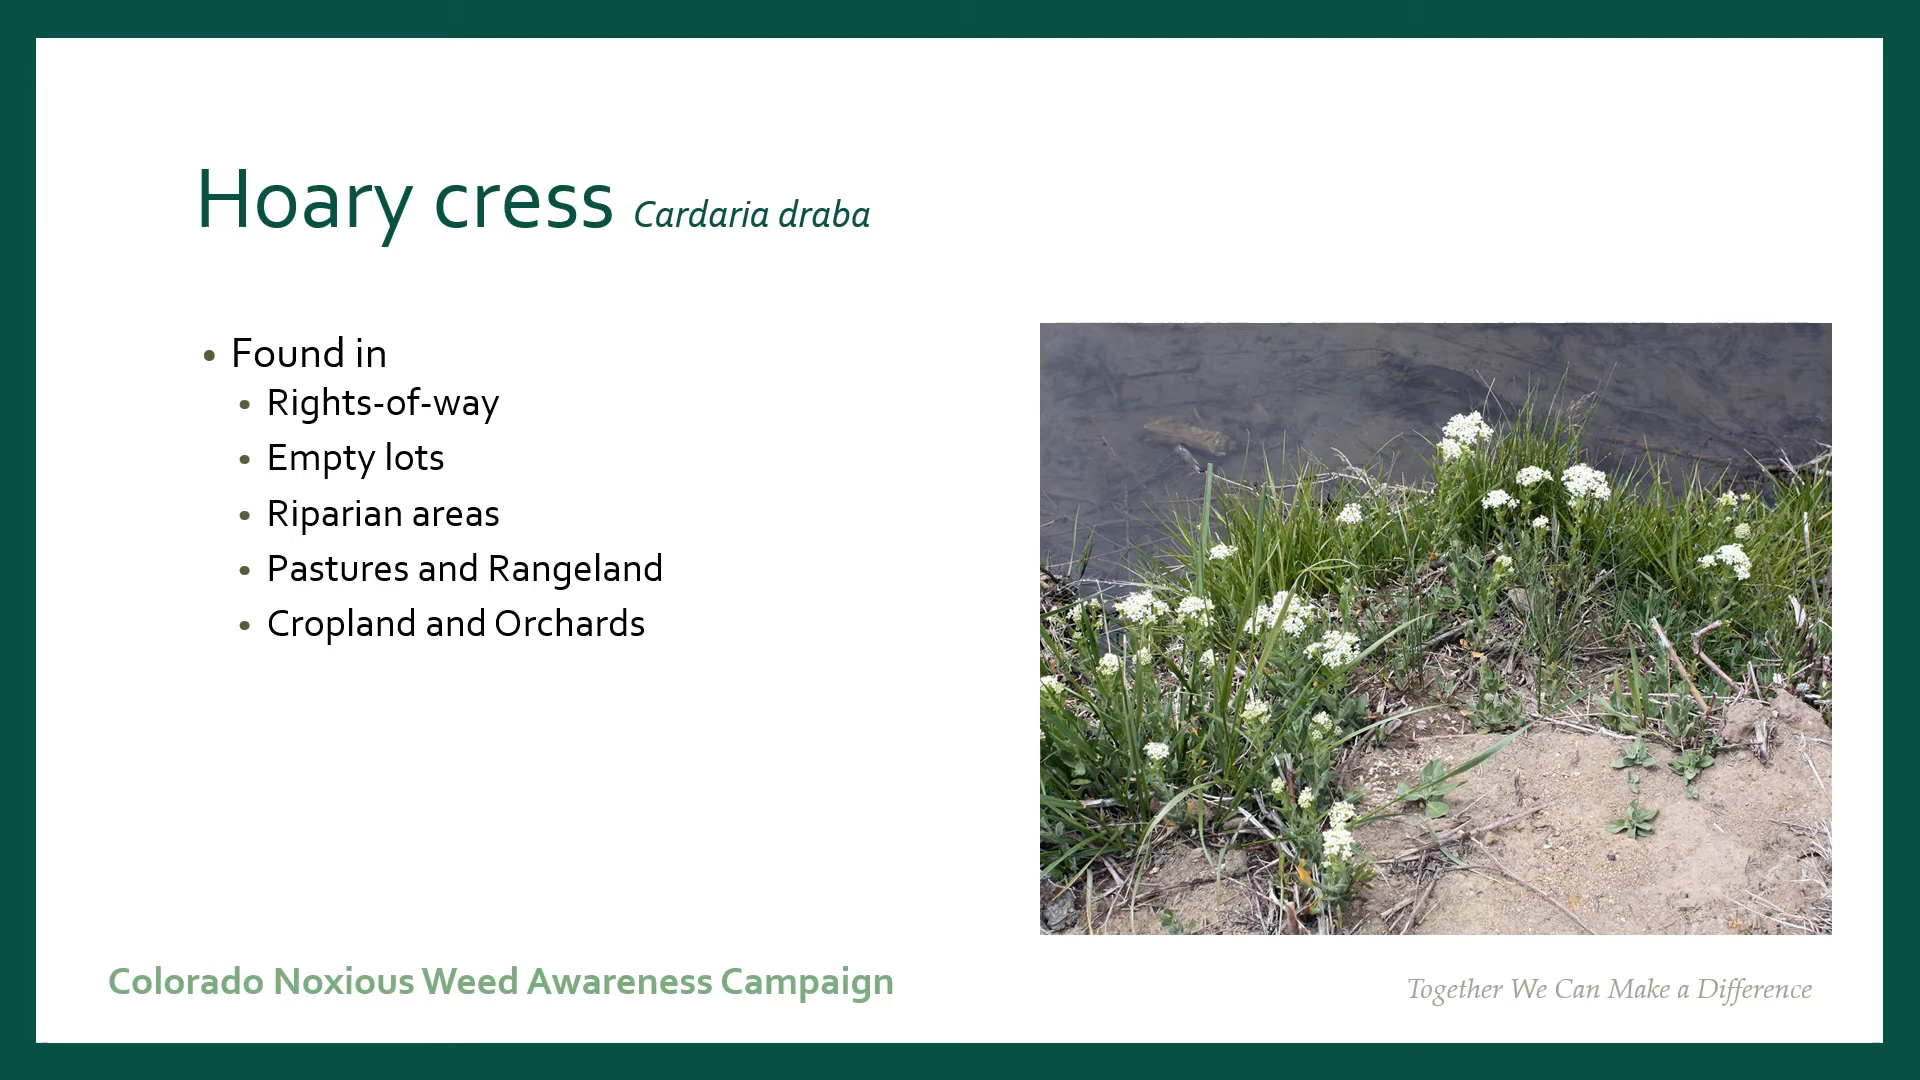 Hoary cress Cardaria draba
• Found in
• Rights-of-way
• Empty lots
• Riparian areas
• Pastures and Rangeland
• Cropland and Orchards
Colorado Noxious Weed Awareness Campaign
Together We Can Make a Difference